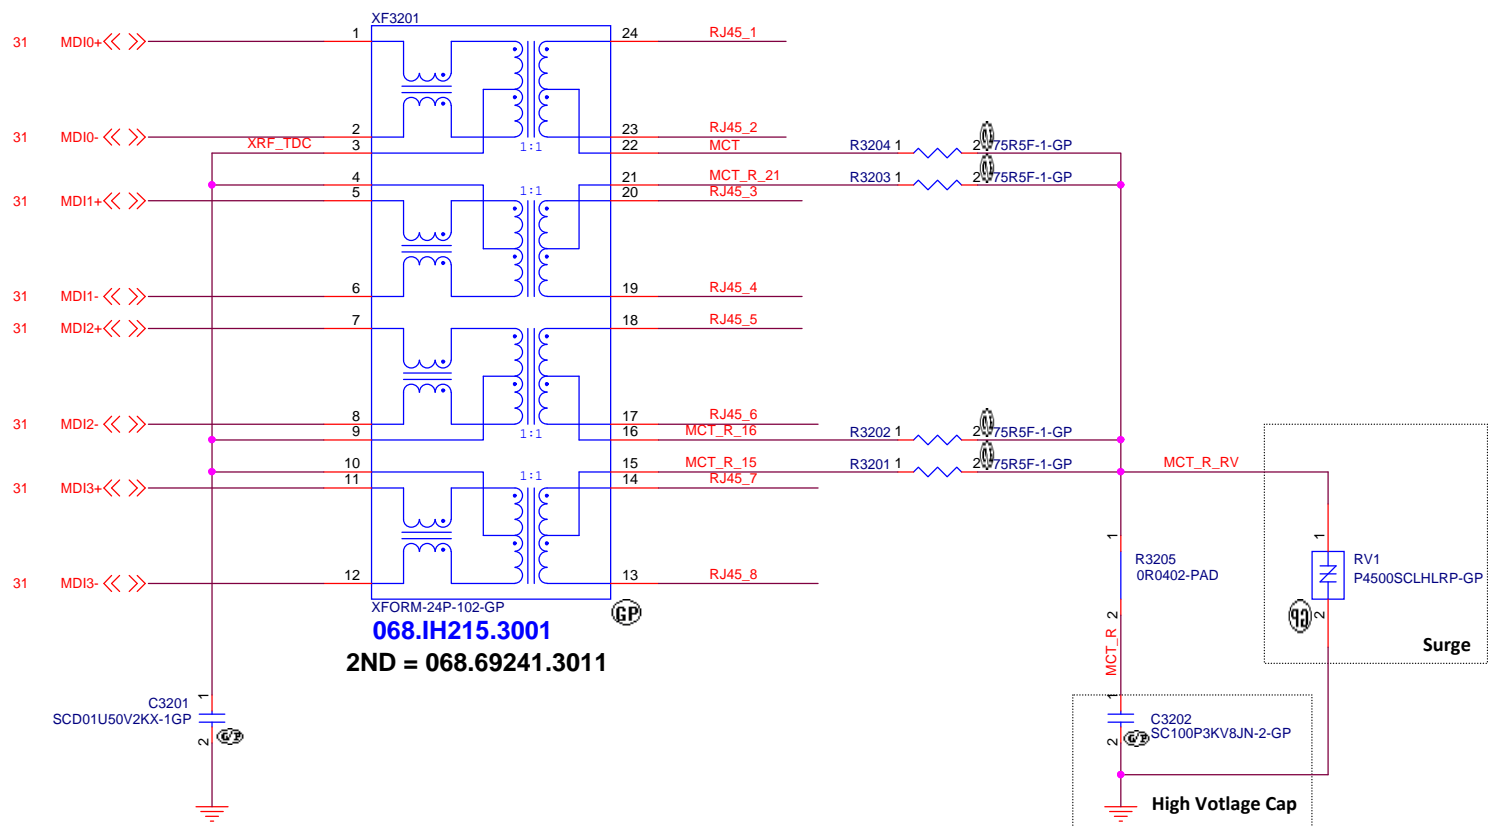 XF3201
31 MDI0+ 1 24 RJ45_1
31 MDI0- 2 23 RJ45_2
XRF_TDC 3 22 MCT R3204 1 2 75R5F-1-GP
1:1
4 21 MCT_R_21 R3203 1 2 75R5F-1-GP
31 MDI1+ 5 1:1 20 RJ45_3
31 MDI1- 6 19 RJ45_4
31 MDI2+ 7 18 RJ45_5
31 MDI2- 8 17 RJ45_6
9 1:1 16 MCT_R_16 R3202 1 2 75R5F-1-GP
10 15 MCT_R_15 R3201 1 2 75R5F-1-GP MCT_R_RV
31 MDI3+ 11 1:1 14 RJ45_7
31 MDI3- 12 13 RJ45_8
XFORM-24P-102-GP GP
068.IH215.3001
2ND = 068.69241.3011
1
R3205
0R0402-PAD
2
MCT_R
1
RV1
P4500SCLHLRP-GP
2
GP
Surge
1
C3201
SCD01U50V2KX-1GP
2 G/P
1
C3202
SC100P3KV8JN-2-GP
2 G/P
High Votlage Cap